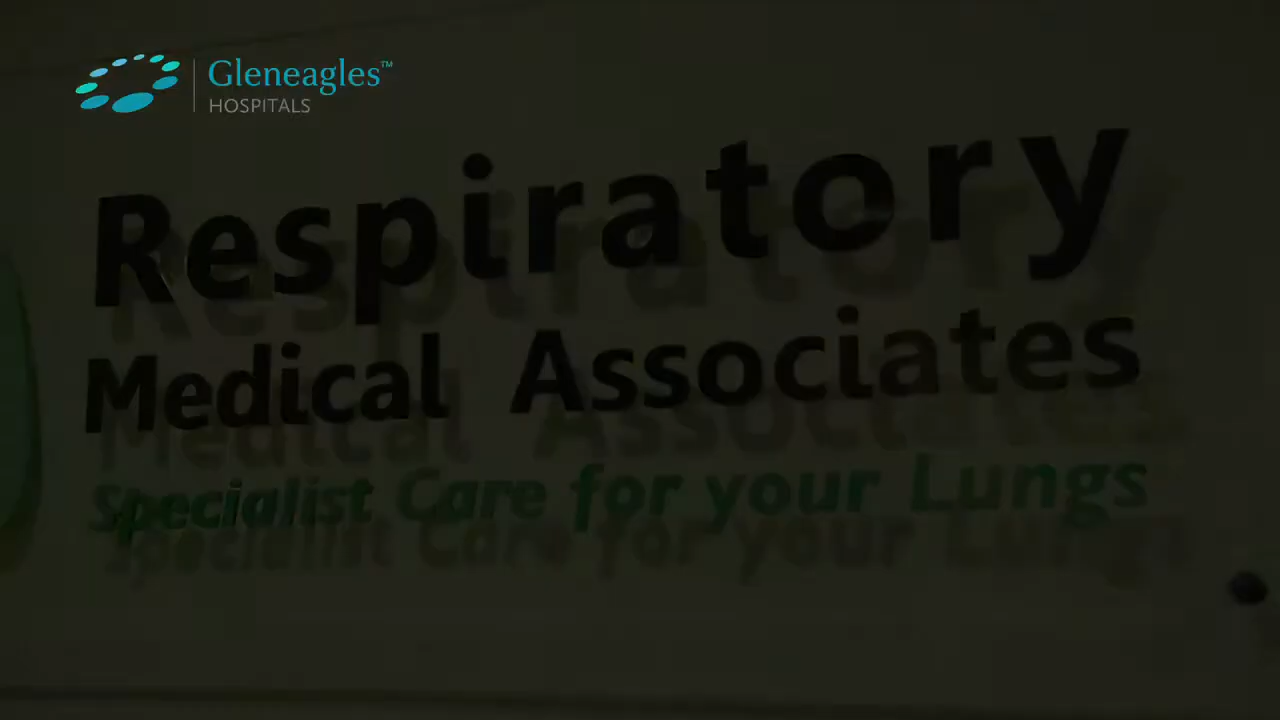 Gleneagles™
HOSPITALS
Respiratory
Medical Associates
Specialist Care for your Lungs